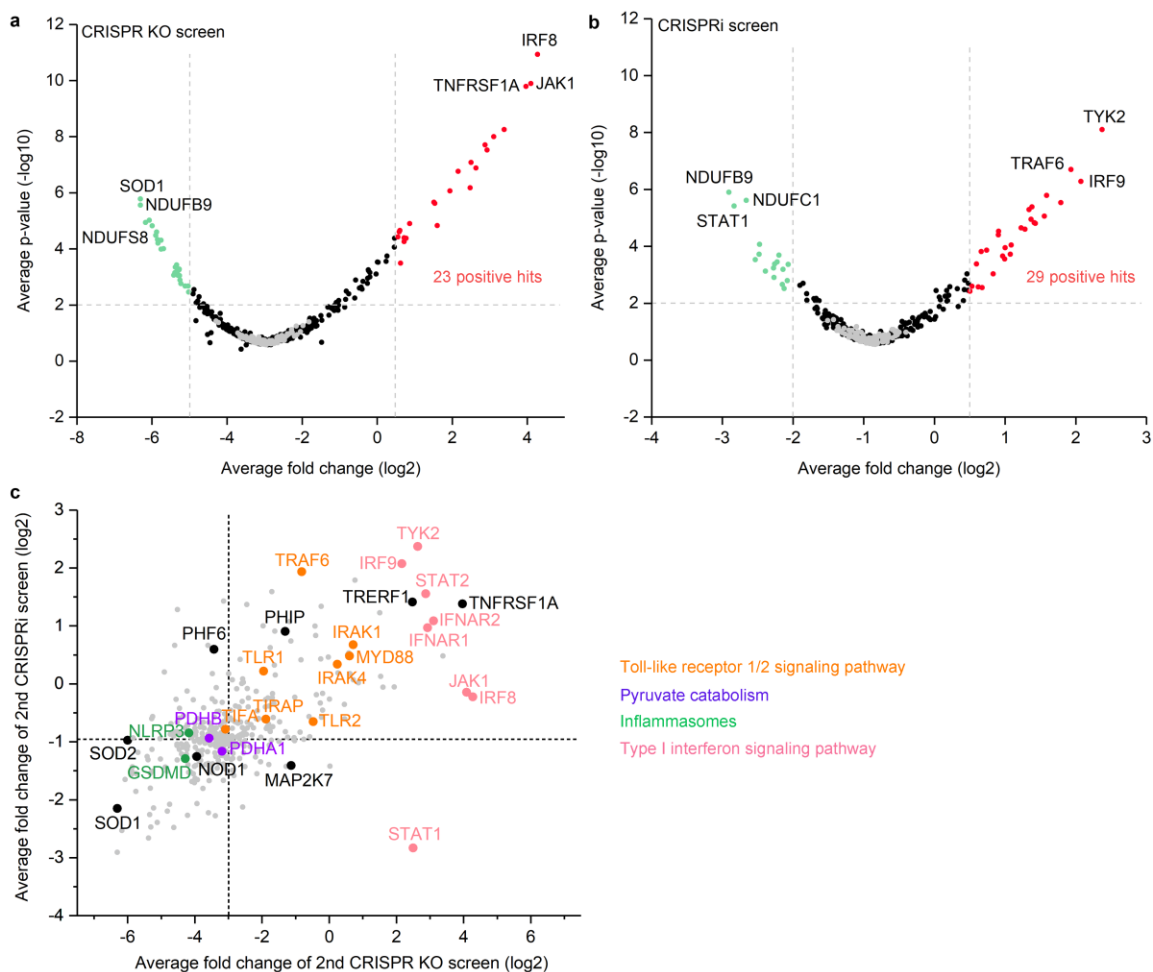 a
CRISPR KO screen
IRF8
TNFRSF1A
JAK1
SOD1
NDUFB9
NDUFS8
23 positive hits
12
10
8
6
4
2
0
-2
-8
-6
-4
-2
0
2
4
Average p-value (-log10)
Average fold change (log2)
b
CRISPRi screen
TYK2
TRAF6
IRF9
NDUFB9
NDUFC1
STAT1
29 positive hits
12
10
8
6
4
2
0
-2
-4
-3
-2
-1
0
1
2
3
Average p-value (-log10)
Average fold change (log2)
c
TYK2
IRF9
TRAF6
STAT2
TRERF1
TNFRSF1A
PHIP
IFNAR2
PHF6
IRAK1
IFNAR1
TLR1
MYD88
IRAK4
JAK1
IRF8
PDHB
TIFA
TIRAP
TLR2
NLRP3
SOD2
PDHA1
GSDMD
NOD1
MAP2K7
SOD1
STAT1
3
2
1
0
-1
-2
-3
-4
-6
-4
-2
0
2
4
6
Average fold change of 2nd CRISPRi screen (log2)
Average fold change of 2nd CRISPR KO screen (log2)
Toll-like receptor 1/2 signaling pathway
Pyruvate catabolism
Inflammasomes
Type I interferon signaling pathway